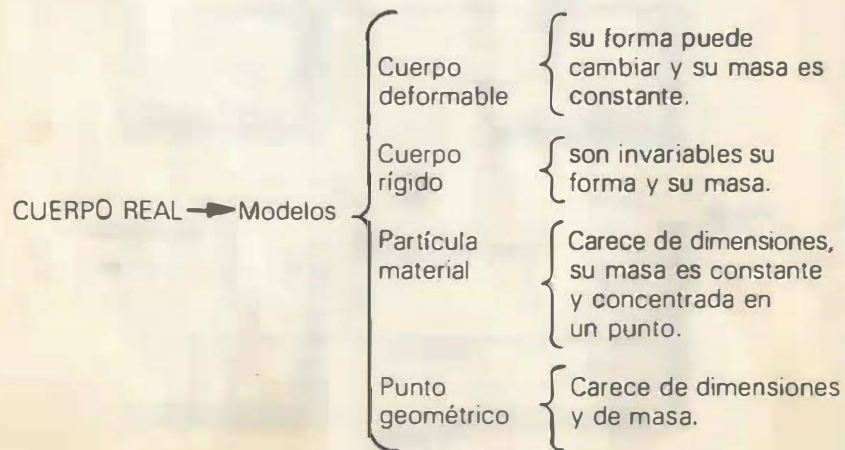 CUERPO REAL → Modelos
Cuerpo
deformable
su forma puede
cambiar y su masa es
constante.
Cuerpo
rígido
son invariables su
forma y su masa.
Partícula
material
Carece de dimensiones,
su masa es constante
y concentrada en
un punto.
Punto
geométrico
Carece de dimensiones
y de masa.